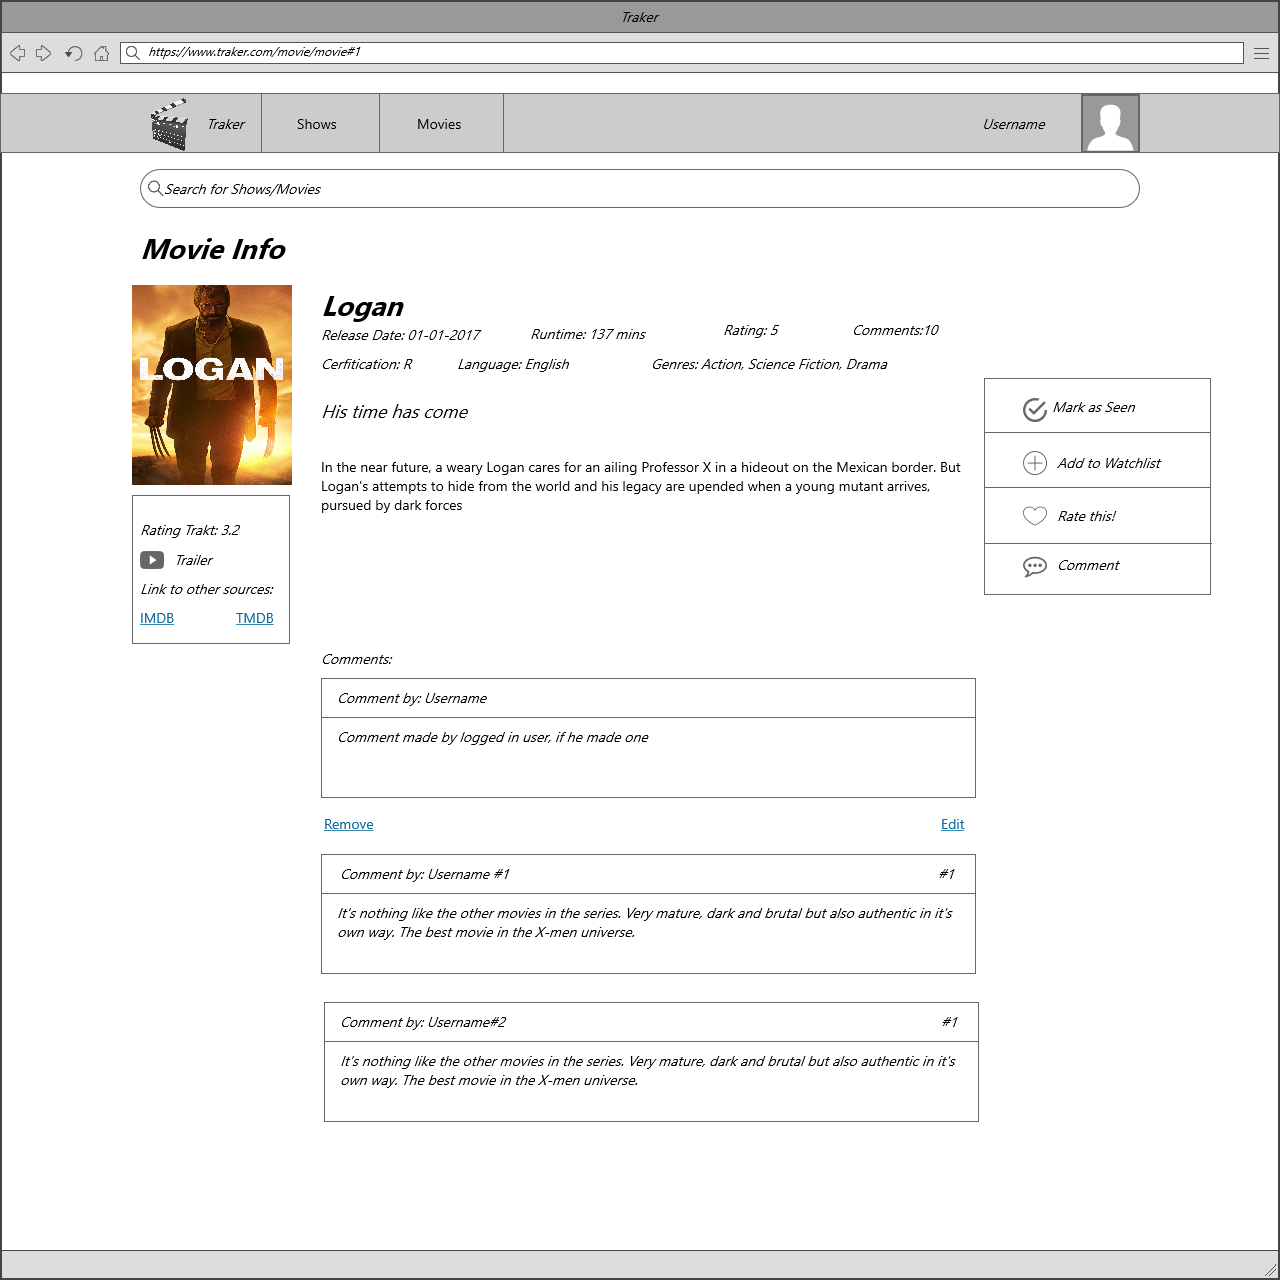 Traker
https://www.traker.com/movie/movie#1
Traker Shows Movies Username
Search for Shows/Movies
Movie Info
LOGAN
Logan
Release Date: 01-01-2017 Runtime: 137 mins Rating: 5 Comments:10
Cerfitication: R Language: English Genres: Action, Science Fiction, Drama
His time has come
In the near future, a weary Logan cares for an ailing Professor X in a hideout on the Mexican border. But
Logan's attempts to hide from the world and his legacy are upended when a young mutant arrives,
pursued by dark forces
Mark as Seen
Add to Watchlist
Rate this!
Comment
Rating Trakt: 3.2
Trailer
Link to other sources:
IMDB TMDB
Comments:
Comment by: Username
Comment made by logged in user, if he made one
Remove Edit
Comment by: Username #1 #1
It's nothing like the other movies in the series. Very mature, dark and brutal but also authentic in it's
own way. The best movie in the X-men universe.
Comment by: Username#2 #1
It's nothing like the other movies in the series. Very mature, dark and brutal but also authentic in it's
own way. The best movie in the X-men universe.